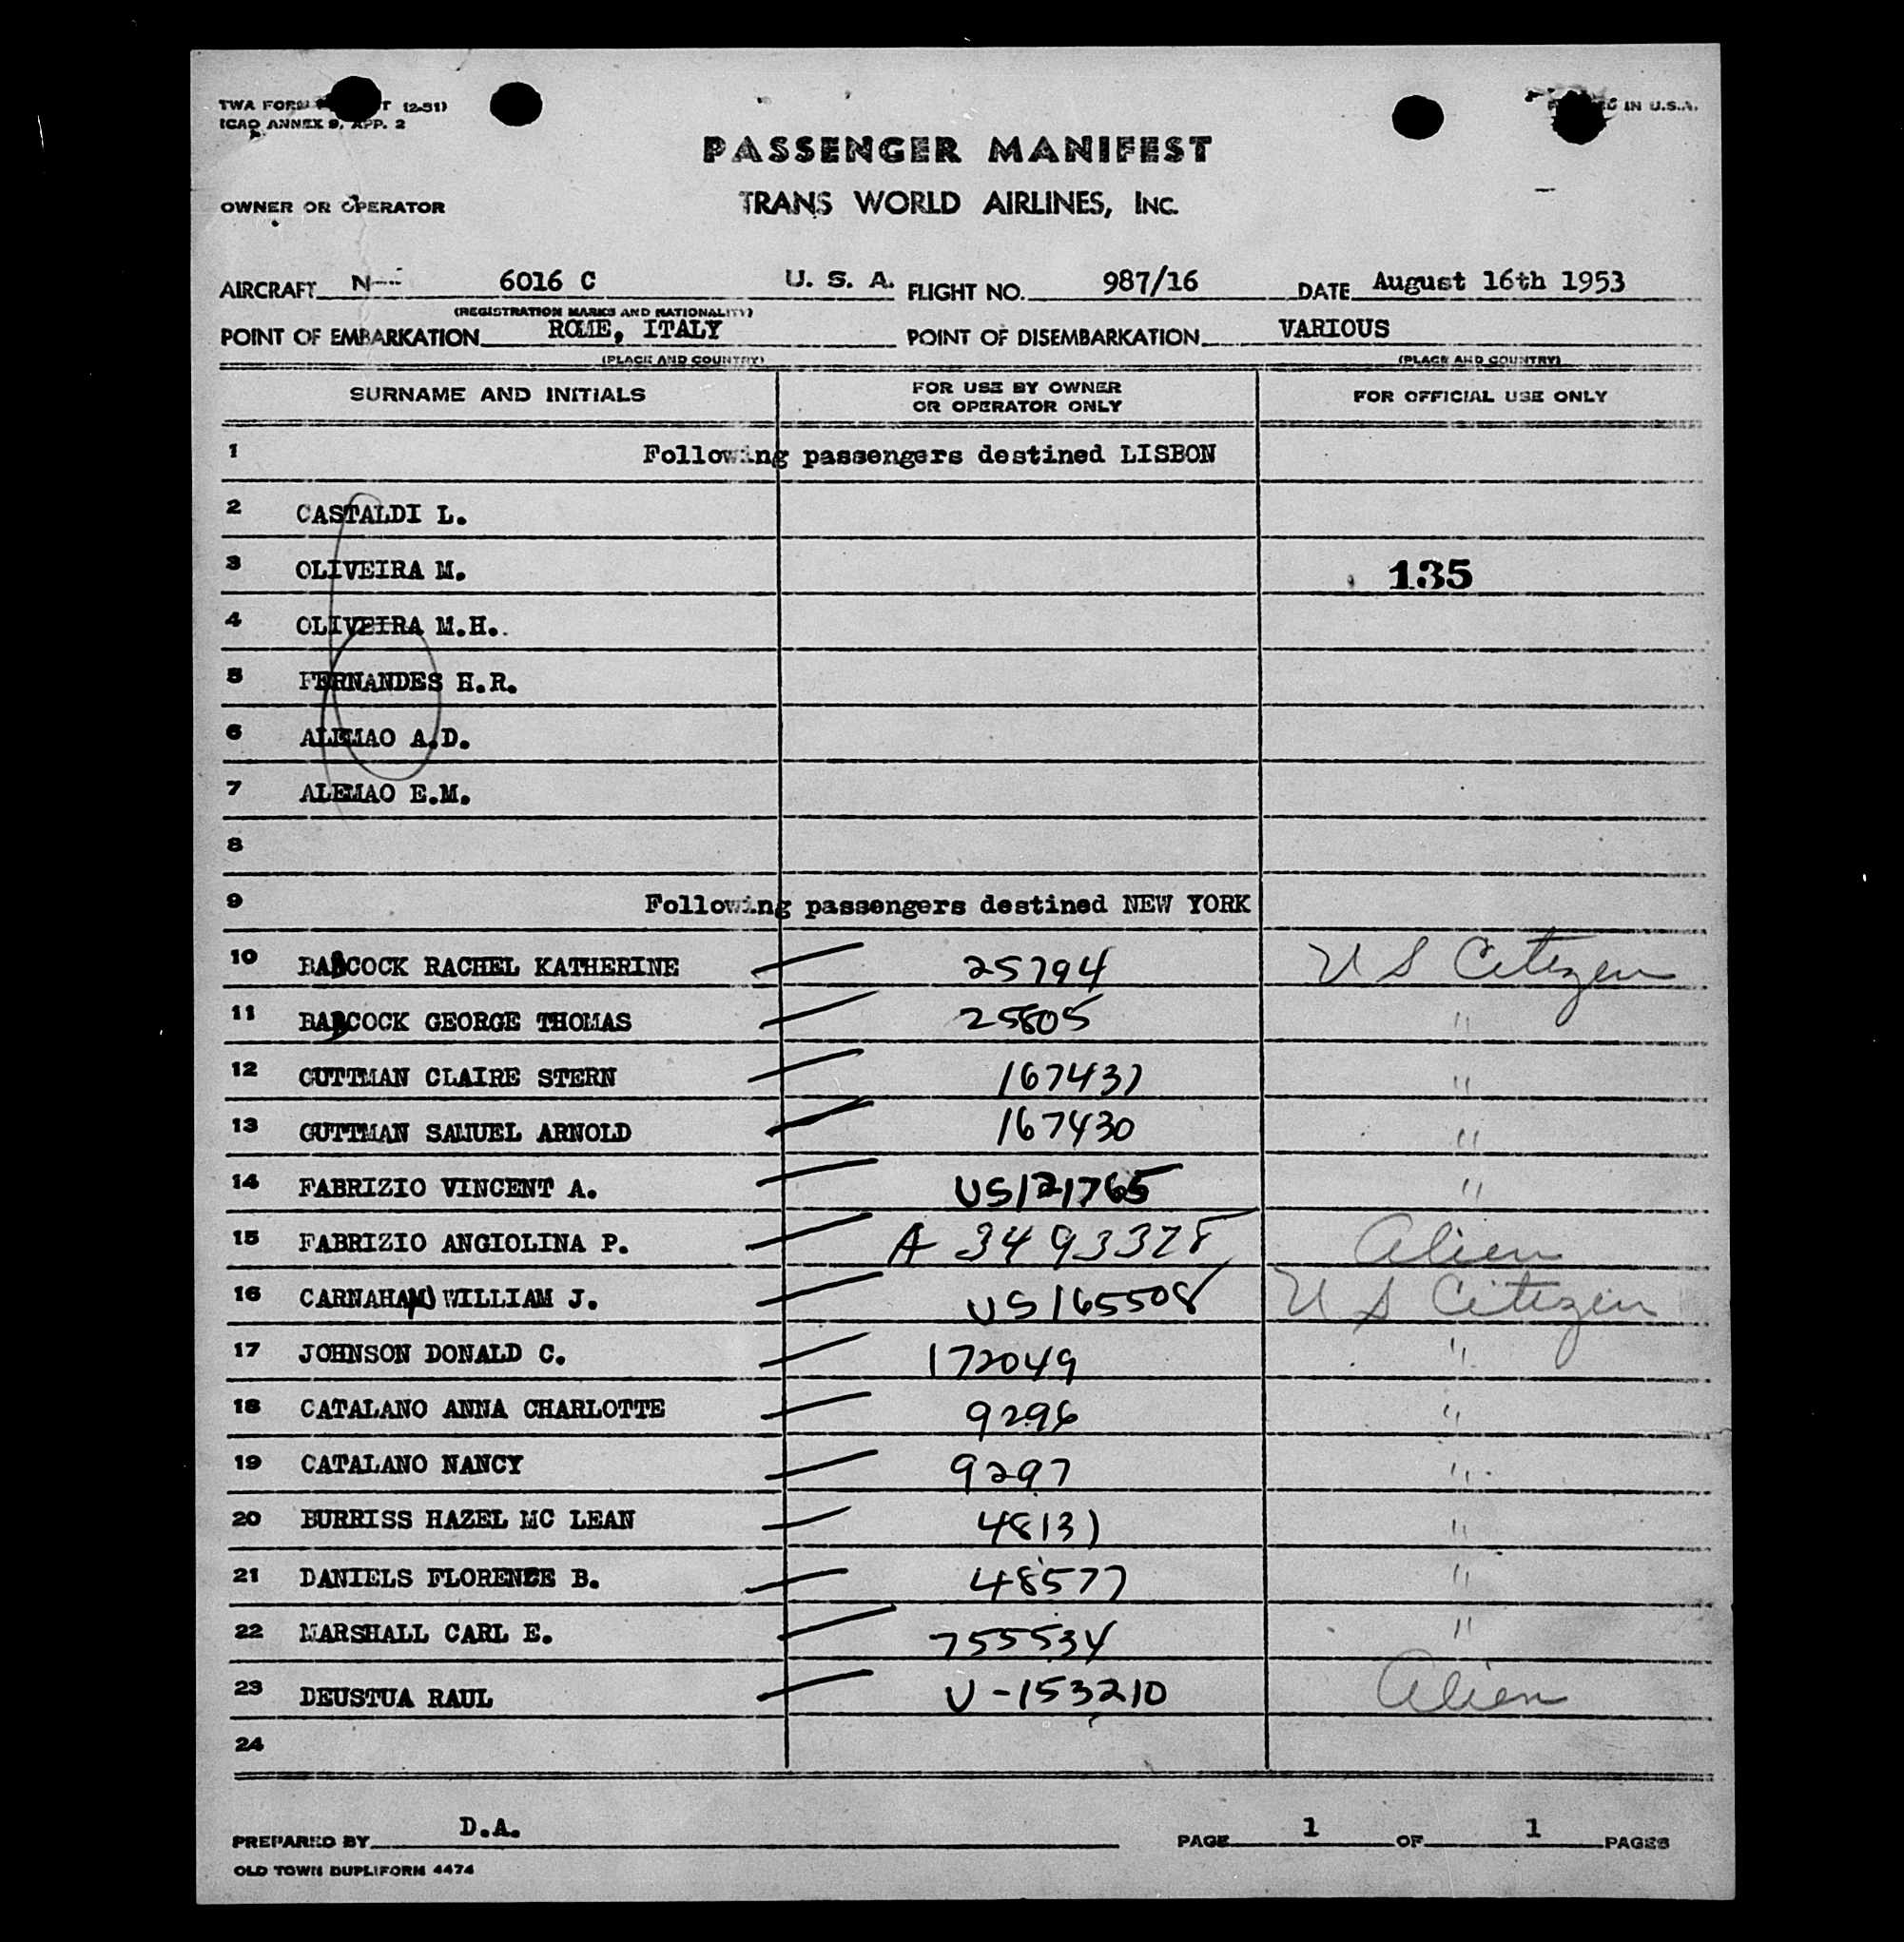 TWA FORM T (2-51)
ICAO ANNEX 9, APP. 2
IN U.S.A.
PASSENGER MANIFEST
OWNER OR OPERATOR TRANS WORLD AIRLINES, INC.
AIRCRAFT N-- 6016 C U. S. A. FLIGHT NO. 987/16 DATE August 16th 1953
(REGISTRATION MARKS AND NATIONALITY)
POINT OF EMBARKATION ROME, ITALY POINT OF DISEMBARKATION VARIOUS
(PLACE AND COUNTRY) (PLACE AND COUNTRY)
SURNAME AND INITIALS FOR USE BY OWNER OR OPERATOR ONLY FOR OFFICIAL USE ONLY
1 Following passengers destined LISBON
2 CASTALDI L.
3 OLIVEIRA M. 135
4 OLIVEIRA M.H.
5 FERNANDES H.R.
6 ALEMAO A.D.
7 ALEMAO E.M.
8
9 Following passengers destined NEW YORK
10 BABCOCK RACHEL KATHERINE 25794 U S Citizen
11 BABCOCK GEORGE THOMAS 25805 "
12 GUTTMAN CLAIRE STERN 167431 "
13 GUTTMAN SAMUEL ARNOLD 167430 "
14 FABRIZIO VINCENT A. US121765 "
15 FABRIZIO ANGIOLINA P. A 3493328 Alien
16 CARNAHAN WILLIAM J. US165508 U S Citizen
17 JOHNSON DONALD C. 172049 "
18 CATALANO ANNA CHARLOTTE 9296 "
19 CATALANO NANCY 9297 "
20 BURRISS HAZEL MC LEAN 48131 "
21 DANIELS FLORENCE B. 48577 "
22 MARSHALL CARL E. 755534 "
23 DEUSTUA RAUL U-153210 Alien
24
PREPARED BY D.A. PAGE 1 OF 1 PAGES
OLD TOWN DUPLIFORM 4474